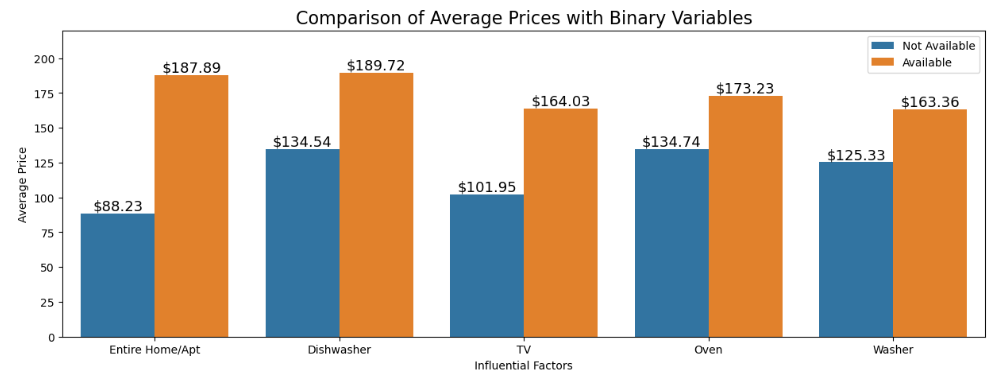 Comparison of Average Prices with Binary Variables
Not Available
Available
Average Price
200
175
150
125
100
75
50
25
0
$88.23
$187.89
$134.54
$189.72
$101.95
$164.03
$134.74
$173.23
$125.33
$163.36
Entire Home/Apt
Dishwasher
TV
Oven
Washer
Influential Factors